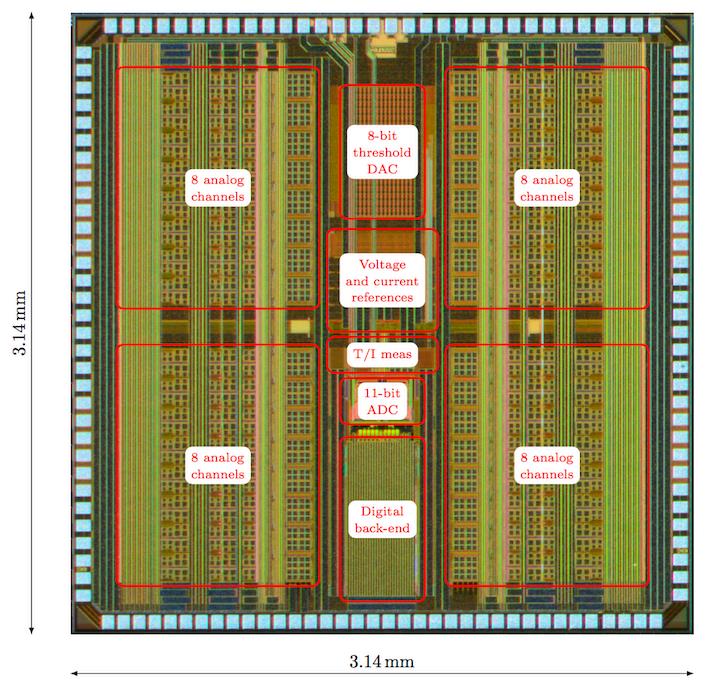 8-bit
threshold
DAC
8 analog
channels
8 analog
channels
Voltage
and current
references
3.14 mm
T/I meas
11-bit
ADC
8 analog
channels
8 analog
channels
Digital
back-end
3.14 mm